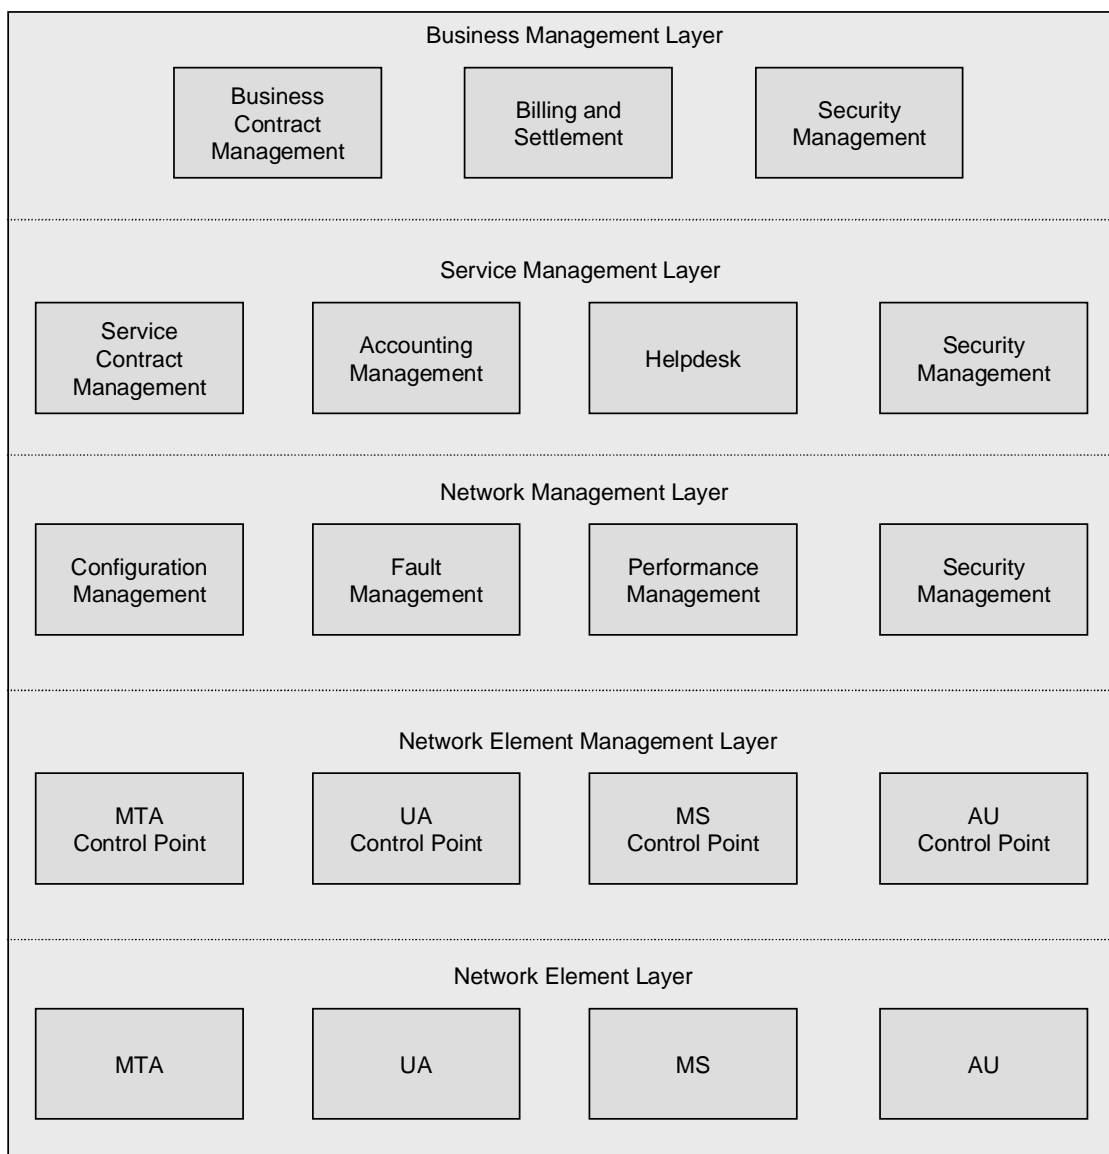 Business Management Layer
Business
Contract
Management
Billing and
Settlement
Security
Management
Service Management Layer
Service
Contract
Management
Accounting
Management
Helpdesk
Security
Management
Network Management Layer
Configuration
Management
Fault
Management
Performance
Management
Security
Management
Network Element Management Layer
MTA
Control Point
UA
Control Point
MS
Control Point
AU
Control Point
Network Element Layer
MTA
UA
MS
AU